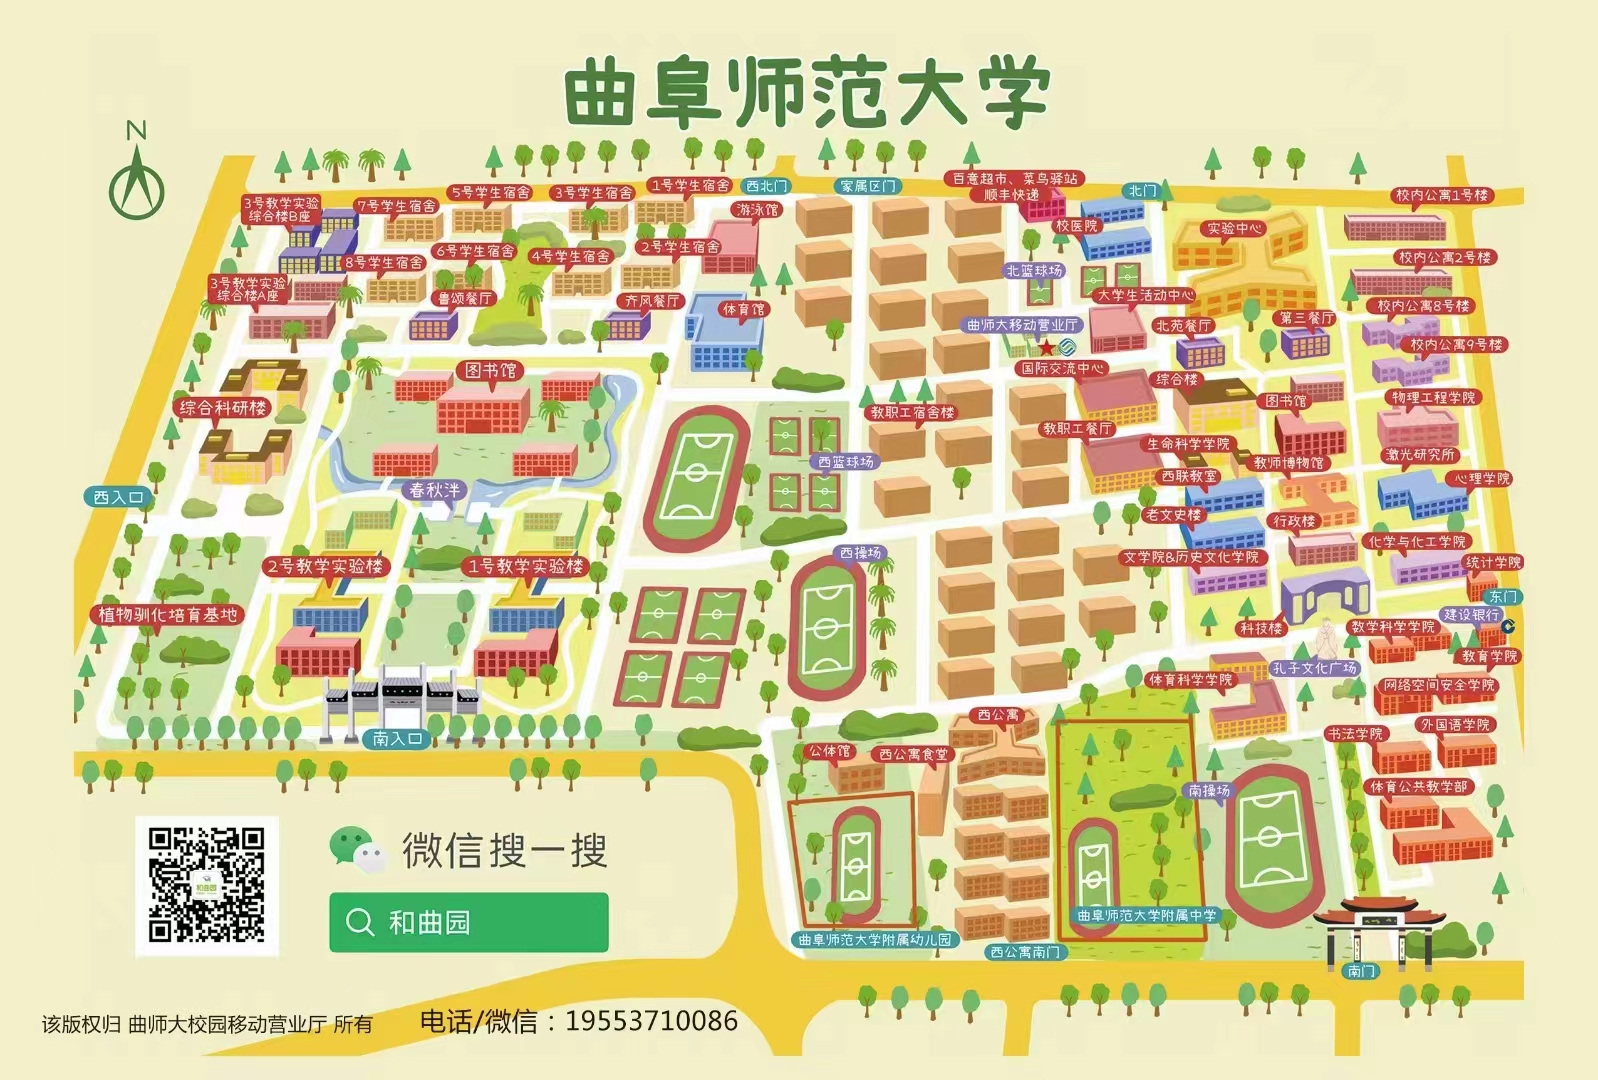 曲阜师范大学
N
3号教学实验
综合楼B座
7号学生宿舍
5号学生宿舍
3号学生宿舍
1号学生宿舍
西北门
家属区门
百意超市、菜鸟驿站
顺丰快递
北门
校内公寓1号楼
游泳馆
校医院
实验中心
8号学生宿舍
6号学生宿舍
4号学生宿舍
2号学生宿舍
校内公寓2号楼
北篮球场
3号教学实验
综合楼A座
鲁颂餐厅
齐风餐厅
体育馆
大学生活动中心
校内公寓8号楼
曲师大移动营业厅
北苑餐厅
第三餐厅
校内公寓9号楼
图书馆
国际交流中心
综合楼
图书馆
物理工程学院
综合科研楼
教职工宿舍楼
教职工餐厅
生命科学学院
激光研究所
西篮球场
教师博物馆
西联教室
心理学院
西入口
春秋泮
老文史楼
行政楼
西操场
文学院&历史文化学院
化学与化工学院
统计学院
2号教学实验楼
1号教学实验楼
东门
植物驯化培育基地
建设银行
科技楼
数学科学学院
教育学院
孔子文化广场
体育科学学院
网络空间安全学院
南入口
西公寓
外国语学院
书法学院
公体馆
西公寓食堂
南操场
体育公共教学部
微信搜一搜
和曲园
和曲园
曲阜师范大学附属中学
曲阜师范大学附属幼儿园
西公寓南门
南门
该版权归 曲师大校园移动营业厅 所有
电话/微信：19553710086